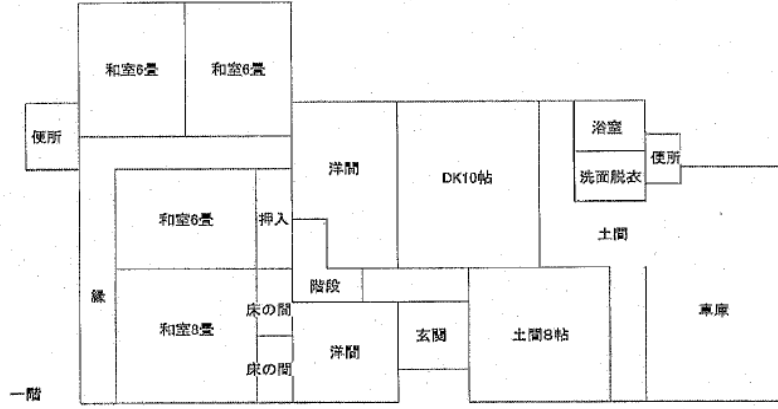 和室6畳
和室6畳
便所
洋間
DK10帖
浴室
洗面脱衣
便所
和室6畳
押入
土間
縁
階段
床の間
和室8畳
洋間
玄関
土間8帖
車庫
床の間
一階